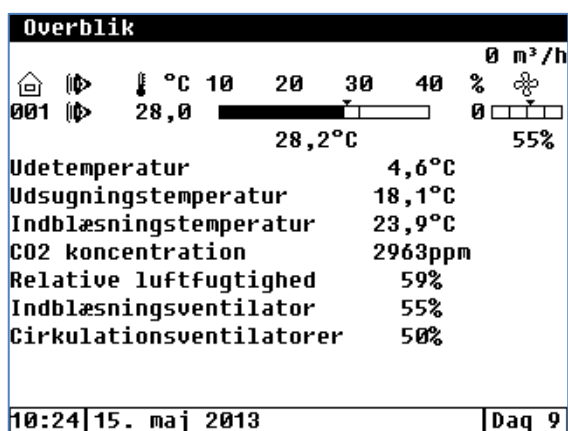 Overblik
0 m³/h
°C 10 20 30 40 %
001 28,0 0
28,2°C 55%
Udetemperatur 4,6°C
Udsugningstemperatur 18,1°C
Indblæsningstemperatur 23,9°C
CO2 koncentration 2963ppm
Relative luftfugtighed 59%
Indblæsningsventilator 55%
Cirkulationsventilatorer 50%
10:24 15. maj 2013 Dag 9